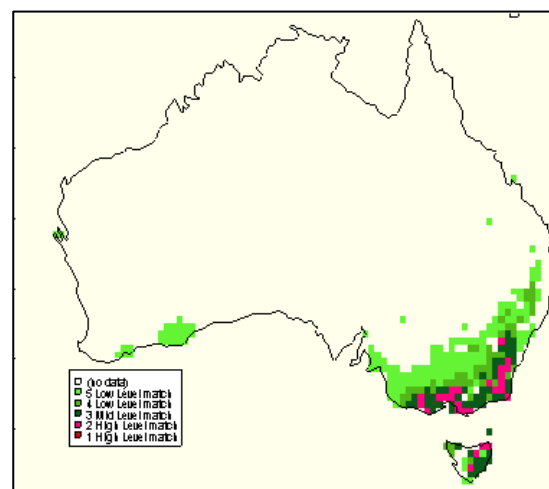 (no data)
5 Low Level match
4 Low Level match
3 Mid Level match
2 High Level match
1 High Level match